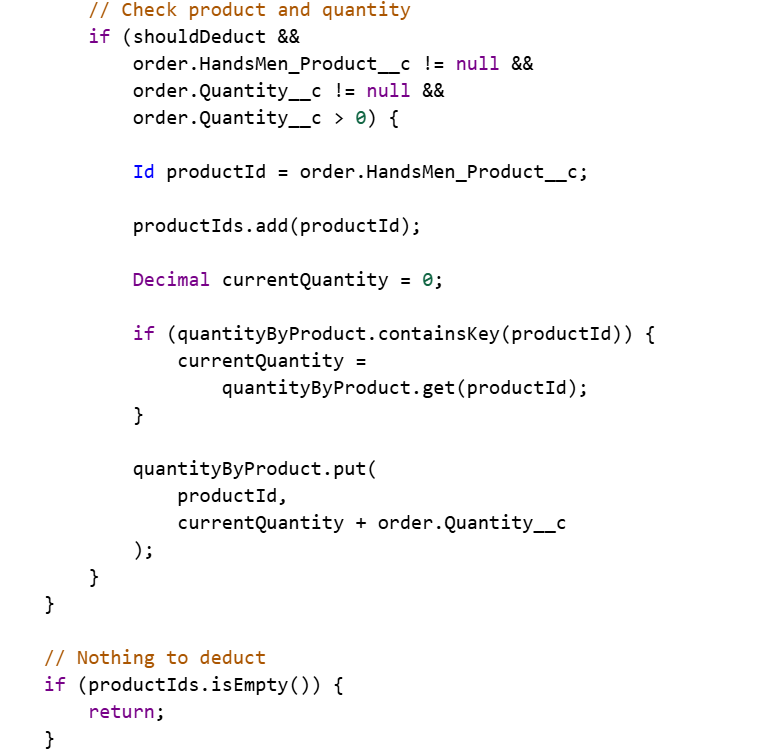 // Check product and quantity
if (shouldDeduct &&
order.HandsMen_Product__c != null &&
order.Quantity__c != null &&
order.Quantity__c > 0) {
Id productId = order.HandsMen_Product__c;
productIds.add(productId);
Decimal currentQuantity = 0;
if (quantityByProduct.containsKey(productId)) {
currentQuantity =
quantityByProduct.get(productId);
}
quantityByProduct.put(
productId,
currentQuantity + order.Quantity__c
);
}
}
// Nothing to deduct
if (productIds.isEmpty()) {
return;
}